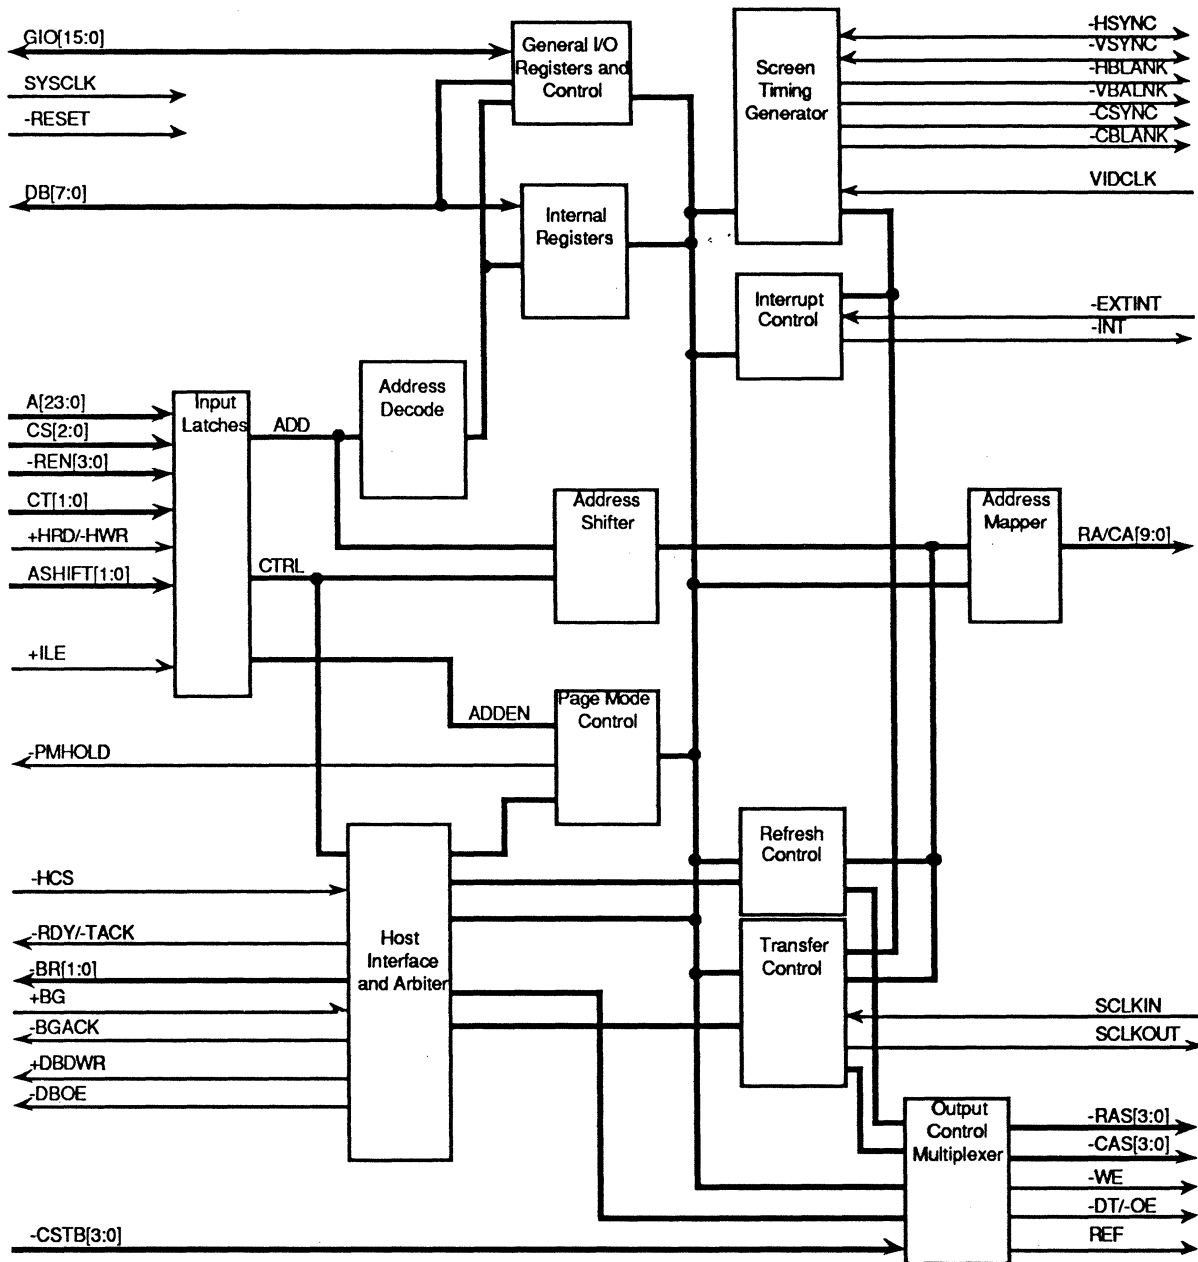 GIO[15:0]
SYSCLK
-RESET
DB[7:0]
General I/O
Registers and
Control
Internal
Registers
Screen
Timing
Generator
-HSYNC
-VSYNC
-HBLANK
-VBALNK
-CSYNC
-CBLANK
VIDCLK
Interrupt
Control
-EXTINT
-INT
A[23:0]
CS[2:0]
-REN[3:0]
CT[1:0]
+HRD/-HWR
ASHIFT[1:0]
+ILE
Input
Latches
ADD
CTRL
Address
Decode
Address
Shifter
Address
Mapper
RA/CA[9:0]
ADDEN
Page Mode
Control
-PMHOLD
-HCS
-RDY/-TACK
-BR[1:0]
+BG
-BGACK
+DBDWR
-DBOE
Host
Interface
and Arbiter
Refresh
Control
Transfer
Control
SCLKIN
SCLKOUT
Output
Control
Multiplexer
-RAS[3:0]
-CAS[3:0]
-WE
-DT/-OE
REF
-CSTB[3:0]